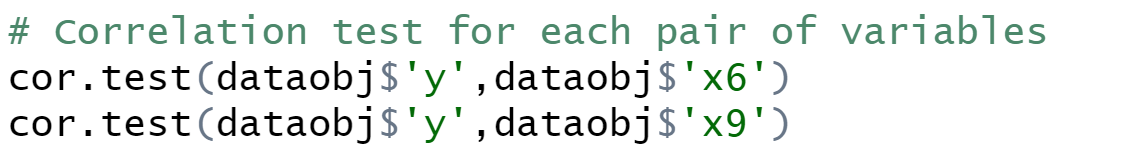 # Correlation test for each pair of variables
cor.test(dataobj$'y',dataobj$'x6')
cor.test(dataobj$'y',dataobj$'x9')